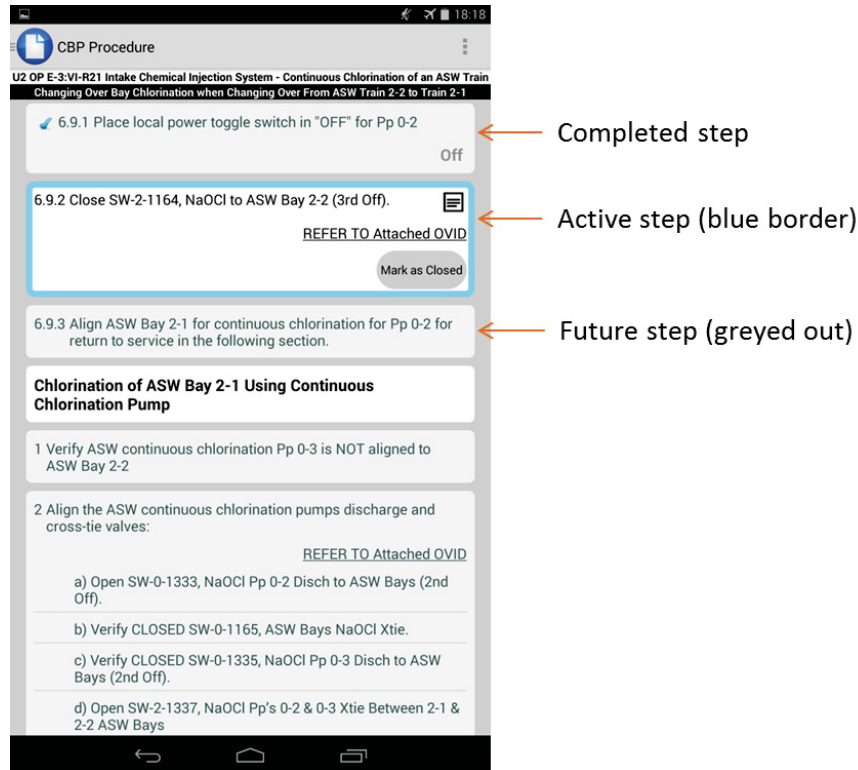 18:18
CBP Procedure
U2 OP E-3:VI-R21 Intake Chemical Injection System - Continuous Chlorination of an ASW Train
Changing Over Bay Chlorination when Changing Over From ASW Train 2-2 to Train 2-1
6.9.1 Place local power toggle switch in "OFF" for Pp 0-2
Off
Completed step
6.9.2 Close SW-2-1164, NaOCl to ASW Bay 2-2 (3rd Off).
REFER TO Attached OVID
Mark as Closed
Active step (blue border)
6.9.3 Align ASW Bay 2-1 for continuous chlorination for Pp 0-2 for
return to service in the following section.
Future step (greyed out)
Chlorination of ASW Bay 2-1 Using Continuous
Chlorination Pump
1 Verify ASW continuous chlorination Pp 0-3 is NOT aligned to
ASW Bay 2-2
2 Align the ASW continuous chlorination pumps discharge and
cross-tie valves:
REFER TO Attached OVID
a) Open SW-0-1333, NaOCl Pp 0-2 Disch to ASW Bays (2nd
Off).
b) Verify CLOSED SW-0-1165, ASW Bays NaOCl Xtie.
c) Verify CLOSED SW-0-1335, NaOCl Pp 0-3 Disch to ASW
Bays (2nd Off).
d) Open SW-2-1337, NaOCl Pp's 0-2 & 0-3 Xtie Between 2-1 &
2-2 ASW Bays